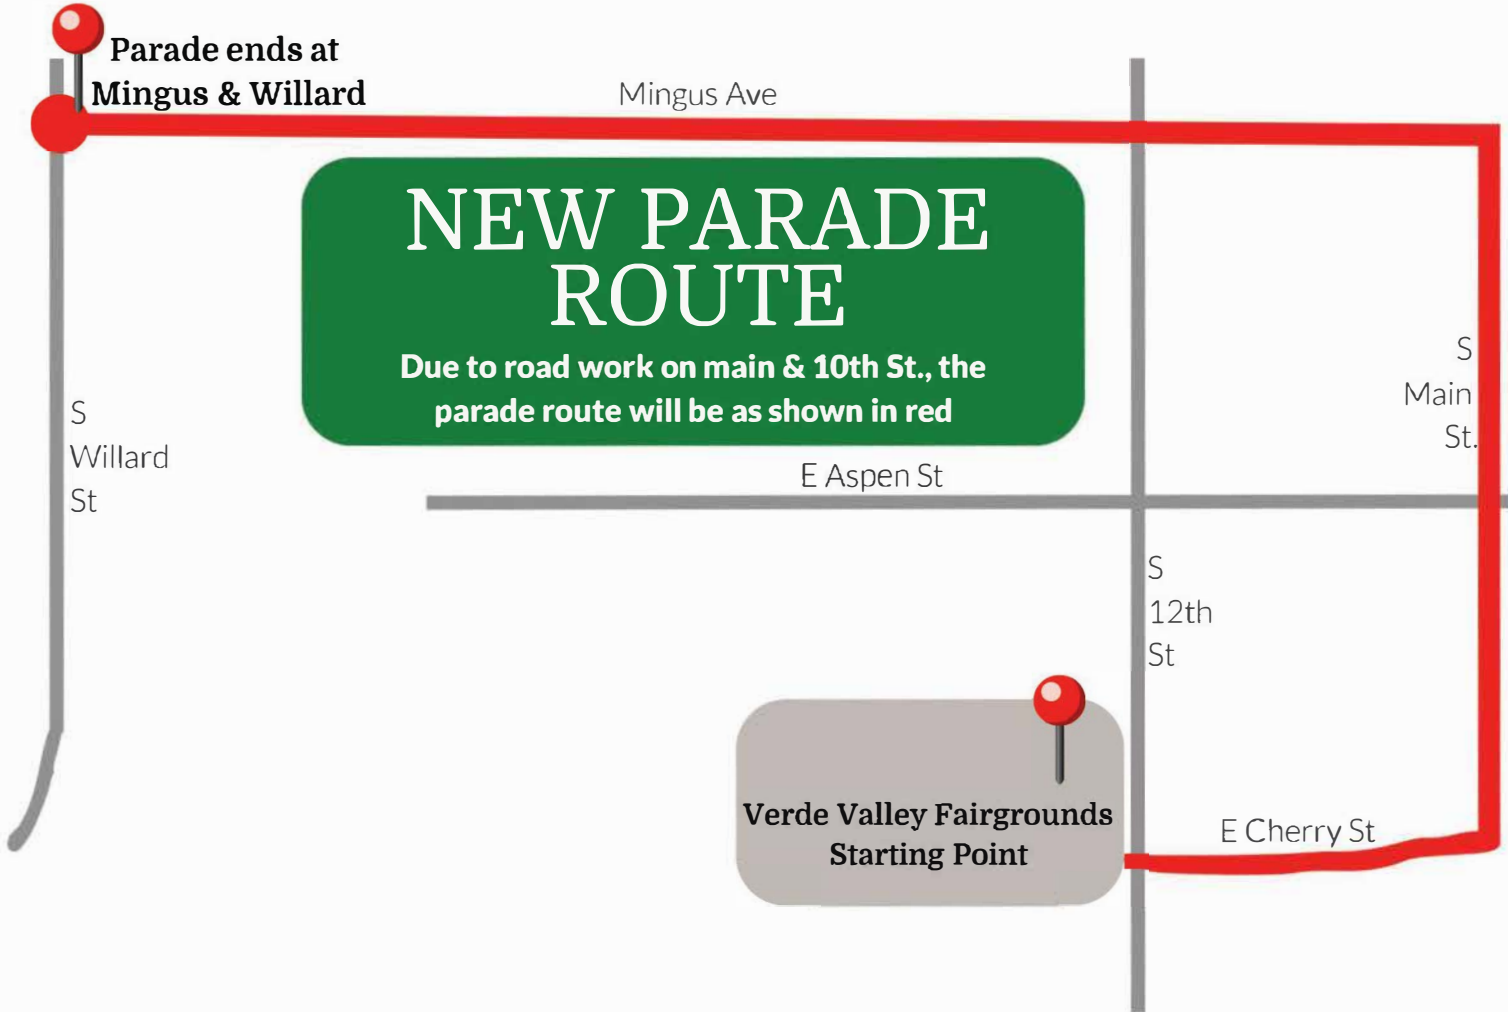 Parade ends at
Mingus & Willard
Mingus Ave
NEW PARADE
ROUTE
Due to road work on main & 10th St., the
parade route will be as shown in red
S
Main
St.
S
Willard
St
E Aspen St
S
12th
St
Verde Valley Fairgrounds
Starting Point
E Cherry St